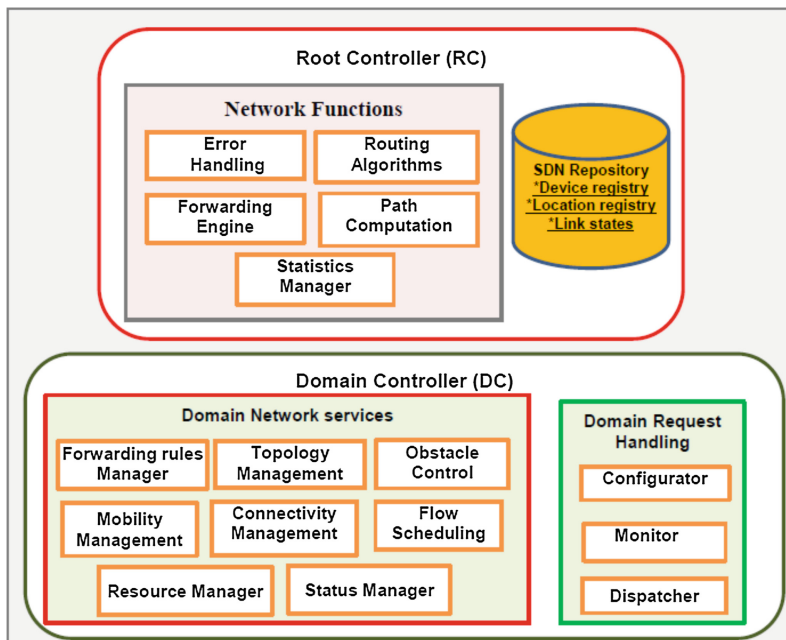 Root Controller (RC)
Network Functions
Error
Handling
Routing
Algorithms
Forwarding
Engine
Path
Computation
Statistics
Manager
SDN Repository
*Device registry
*Location registry
*Link states
Domain Controller (DC)
Domain Network services
Forwarding rules
Manager
Topology
Management
Obstacle
Control
Mobility
Management
Connectivity
Management
Flow
Scheduling
Resource Manager
Status Manager
Domain Request
Handling
Configurator
Monitor
Dispatcher